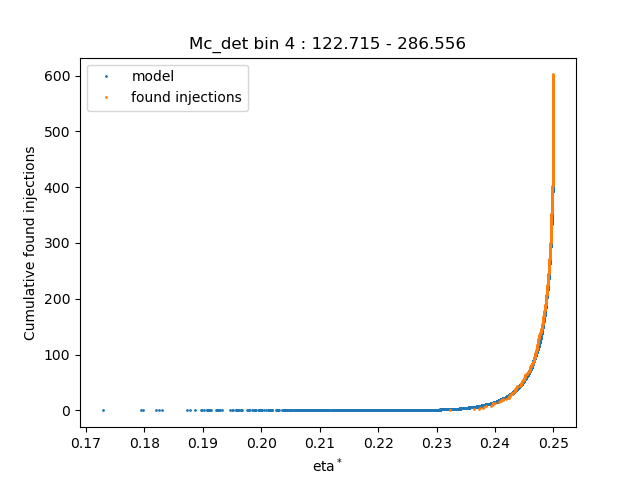 Mc_det bin 4 : 122.715 - 286.556
model
found injections
600
500
400
300
200
100
0
Cumulative found injections
0.17 0.18 0.19 0.20 0.21 0.22 0.23 0.24 0.25
eta*